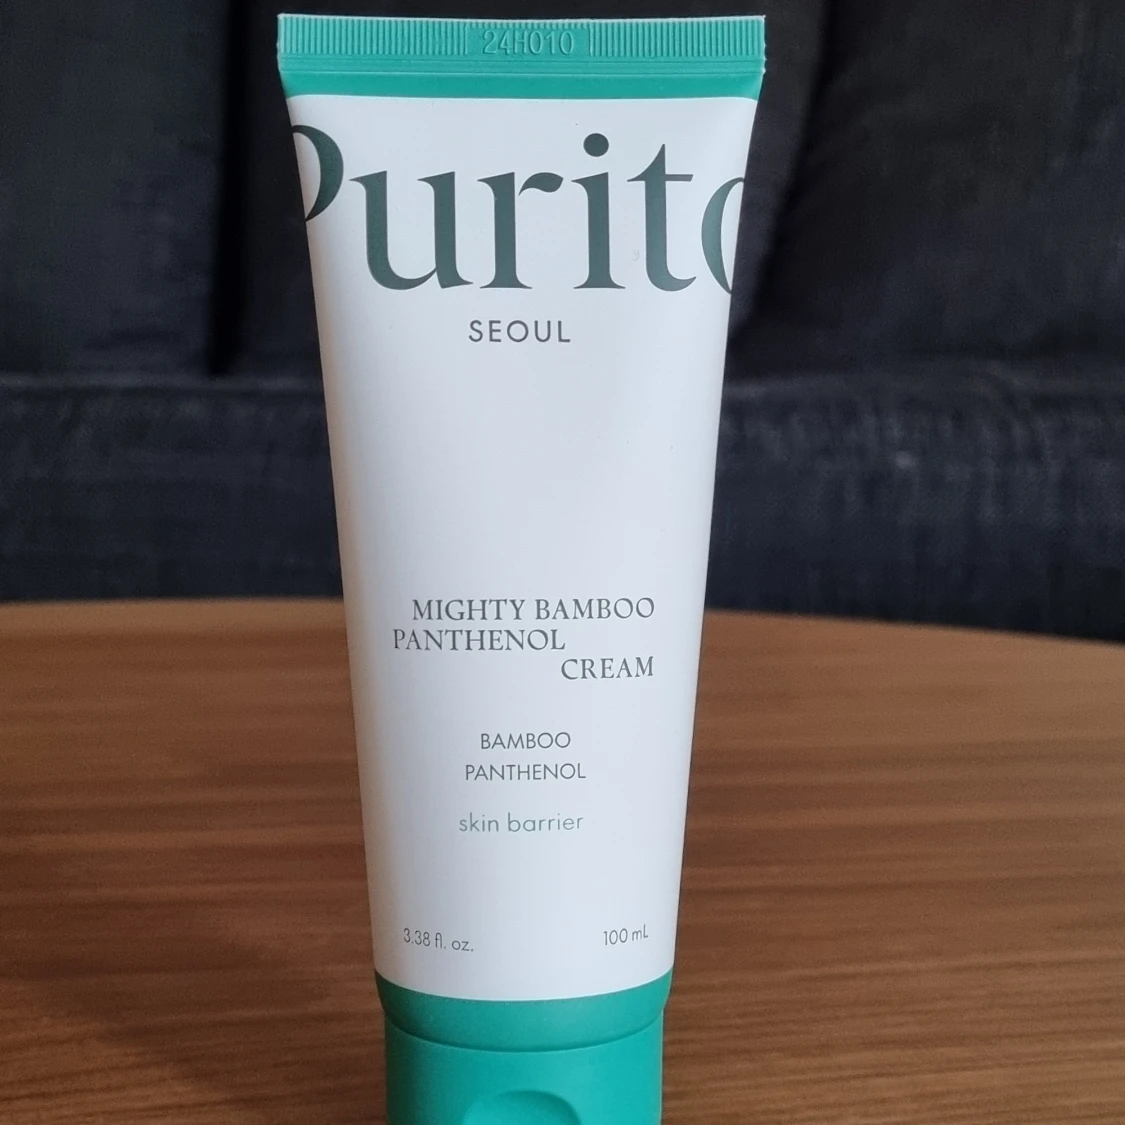 24H010
Purito
SEOUL
MIGHTY BAMBOO
PANTHENOL
CREAM
BAMBOO
PANTHENOL
skin barrier
3.38 fl. oz. 100 mL